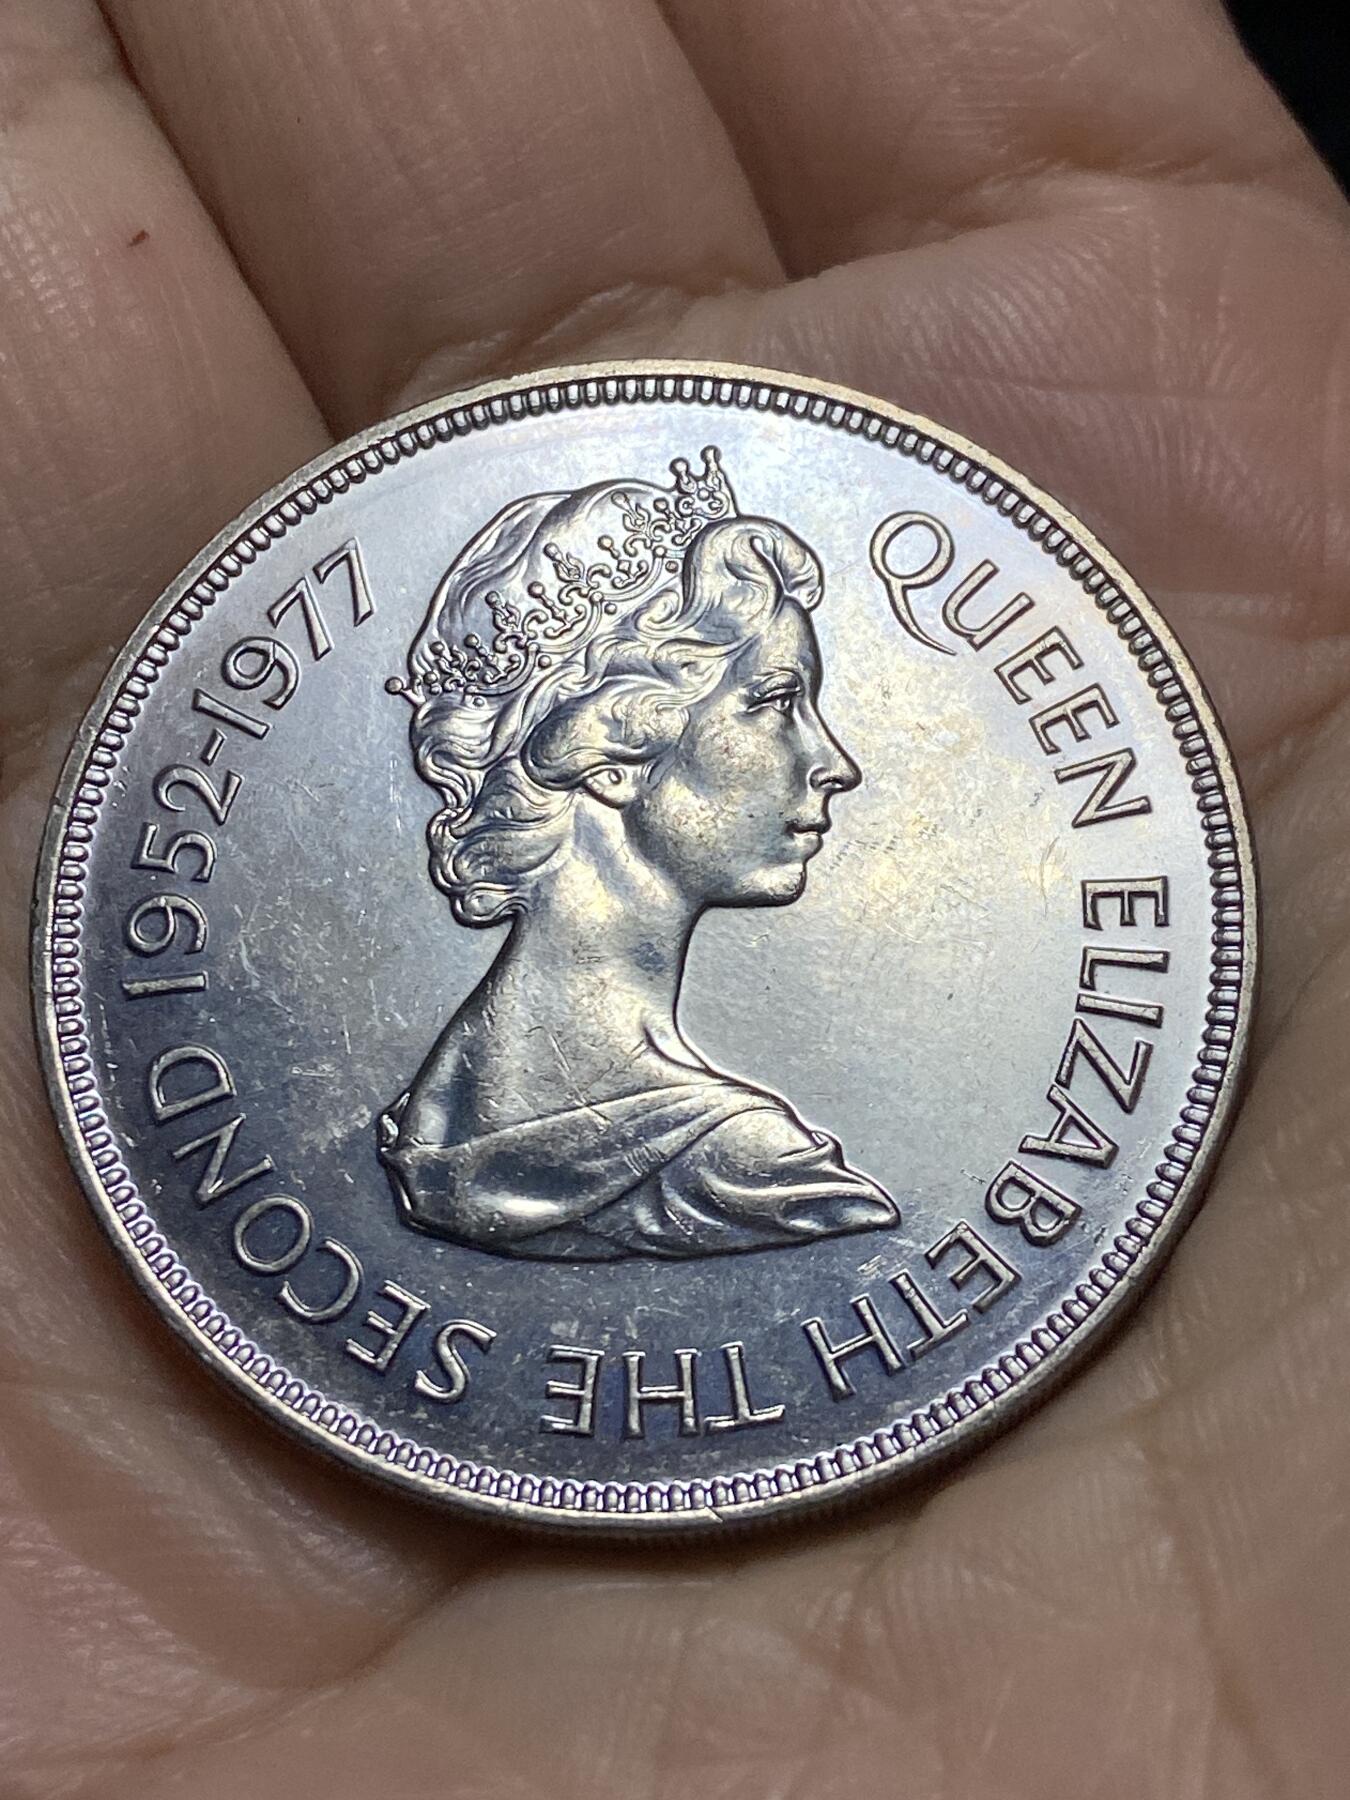 QUEEN ELIZABETH THE SECOND 1952-1977